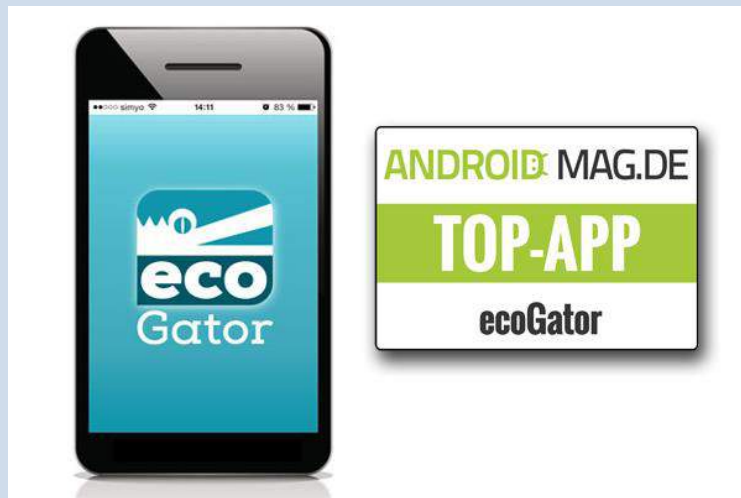 simyo 14:11 83 %
eco
Gator
ANDROID MAG.DE
TOP-APP
ecoGator